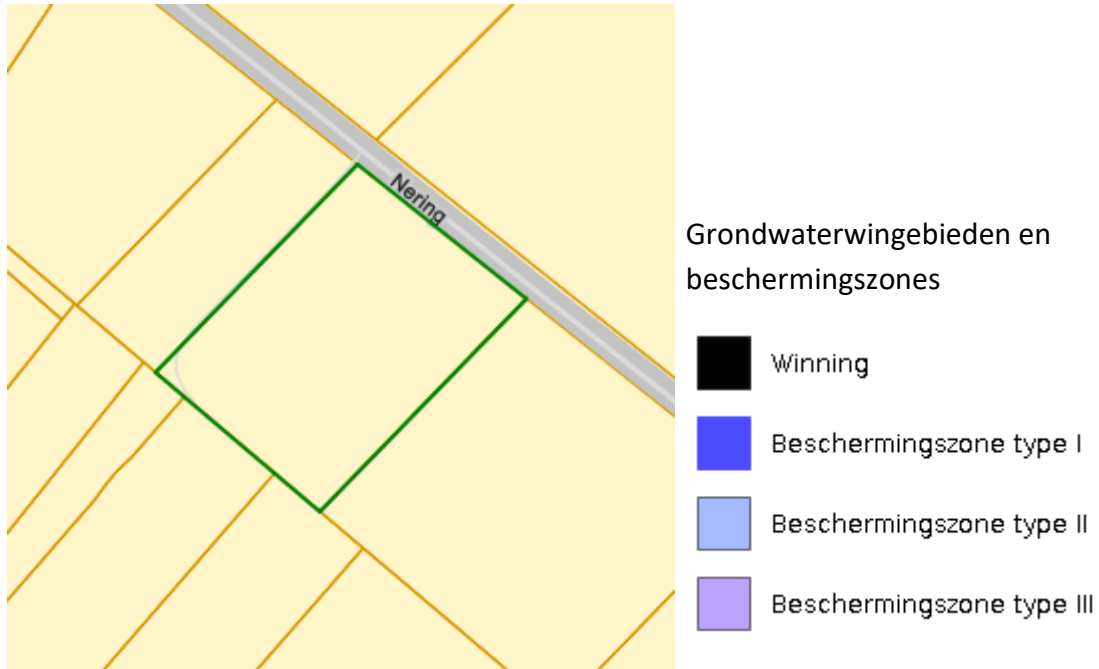 Nering
Grondwaterwingebieden en
beschermingszones
Winning
Beschermingszone type I
Beschermingszone type II
Beschermingszone type III